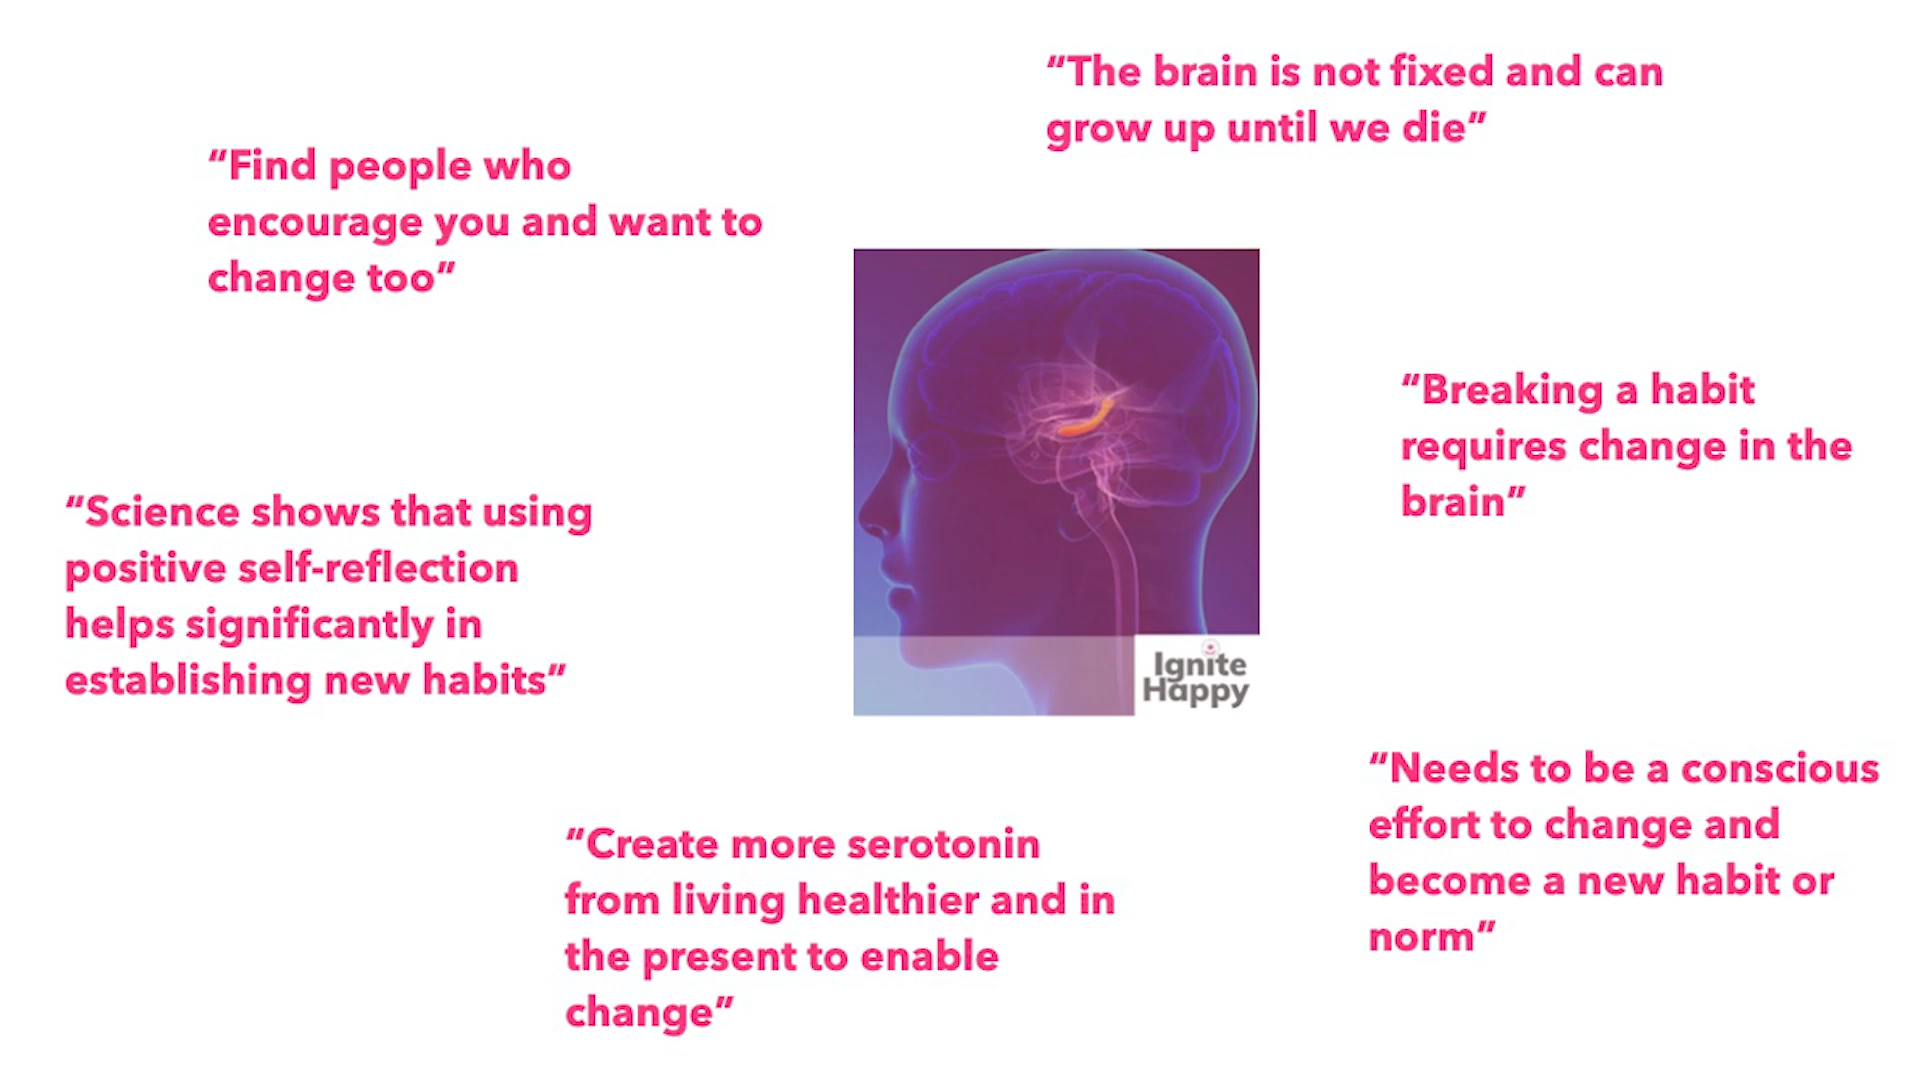 “The brain is not fixed and can
grow up until we die”
“Find people who
encourage you and want to
change too”
“Breaking a habit
requires change in the
brain”
“Science shows that using
positive self-reflection
helps significantly in
establishing new habits“
Ignite
Happy
“Needs to be a conscious
effort to change and
become a new habit or
norm”
“Create more serotonin
from living healthier and in
the present to enable
change”